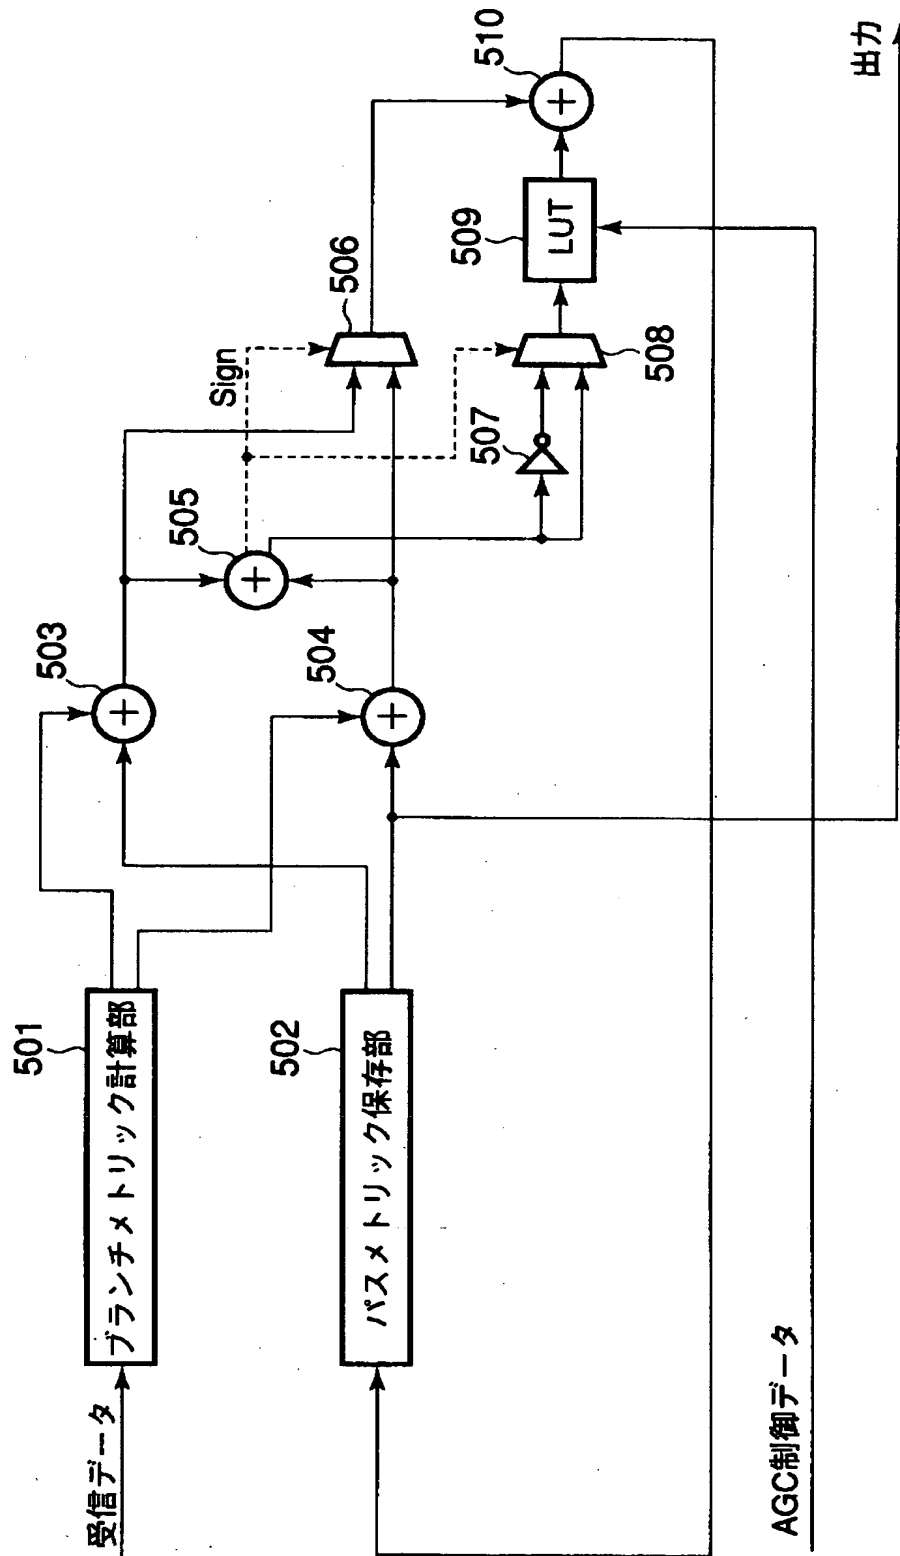 受信データ
501
ブランチメトリック計算部
502
パスメトリック保存部
503
504
505
Sign
506
507
508
509
LUT
510
AGC制御データ
出力